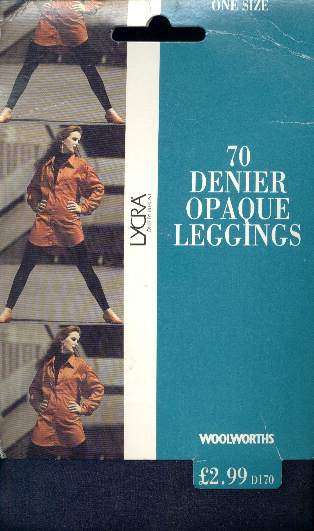 ONE SIZE
70
DENIER
OPAQUE
LEGGINGS
LYCRA
WOOLWORTHS
£2.99 D170